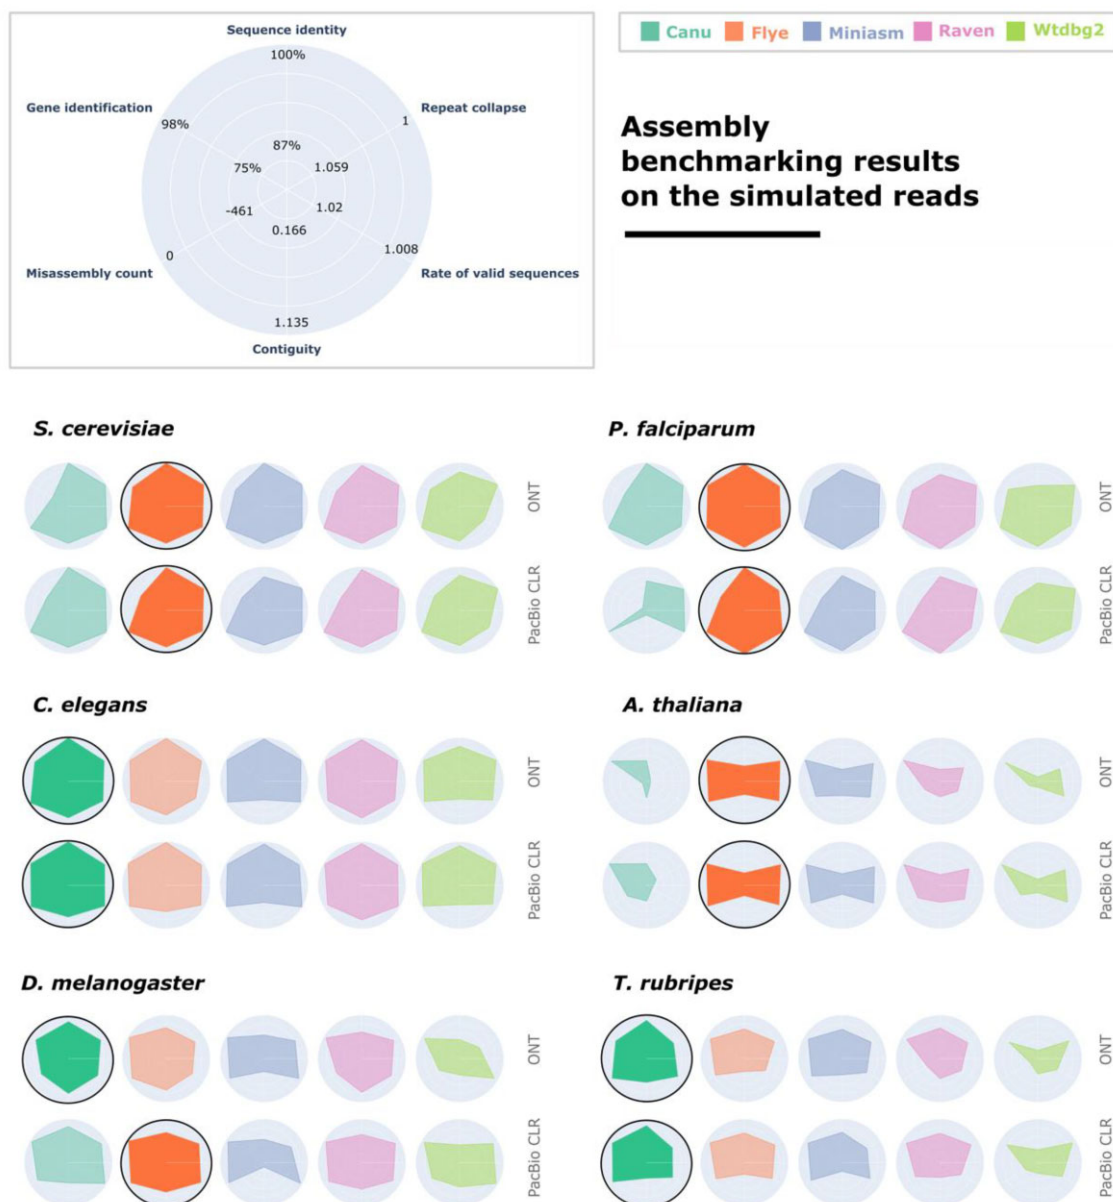 Sequence identity
100%
Gene identification
Repeat collapse
98%
1
87%
75%
1.059
-461
1.02
0.166
0
1.008
Misassembly count
Rate of valid sequences
1.135
Contiguity
Canu Flye Miniasm Raven Wtdbg2
Assembly
benchmarking results
on the simulated reads
S. cerevisiae
ONT
PacBio CLR
P. falciparum
ONT
PacBio CLR
C. elegans
ONT
PacBio CLR
A. thaliana
ONT
PacBio CLR
D. melanogaster
ONT
PacBio CLR
T. rubripes
ONT
PacBio CLR